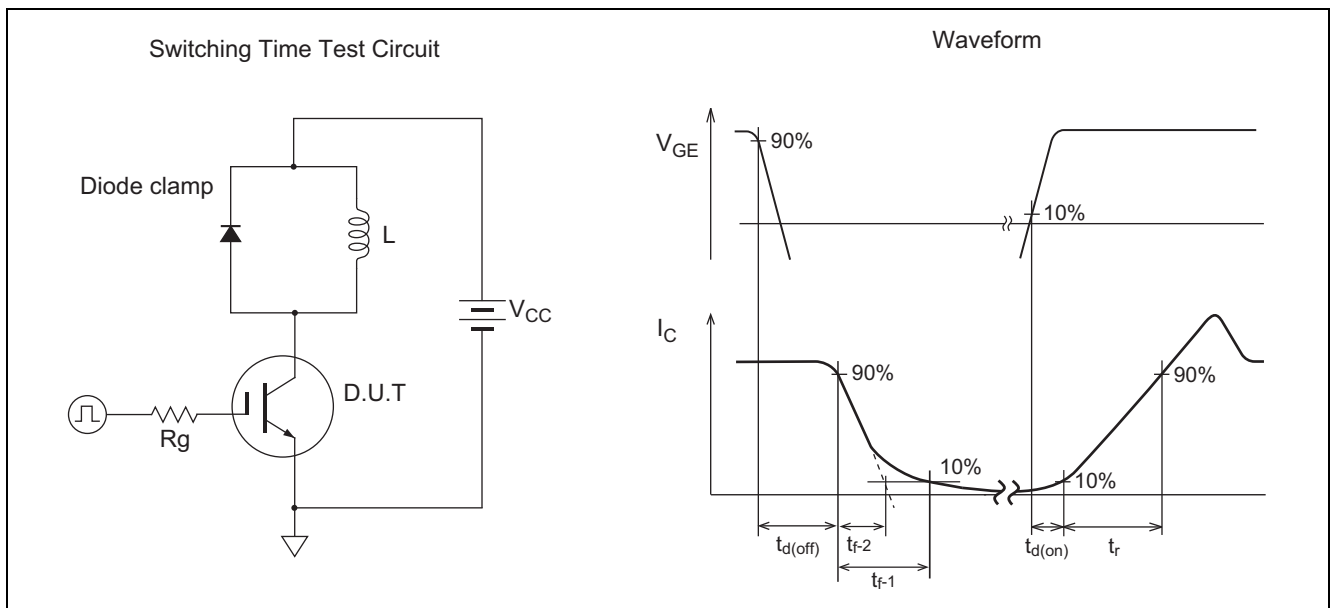 Switching Time Test Circuit
Diode clamp
L
V_CC
D.U.T
Rg
Waveform
V_GE
90%
10%
I_C
90%
10%
90%
10%
t_d(off)
t_f-2
t_f-1
t_d(on)
t_r